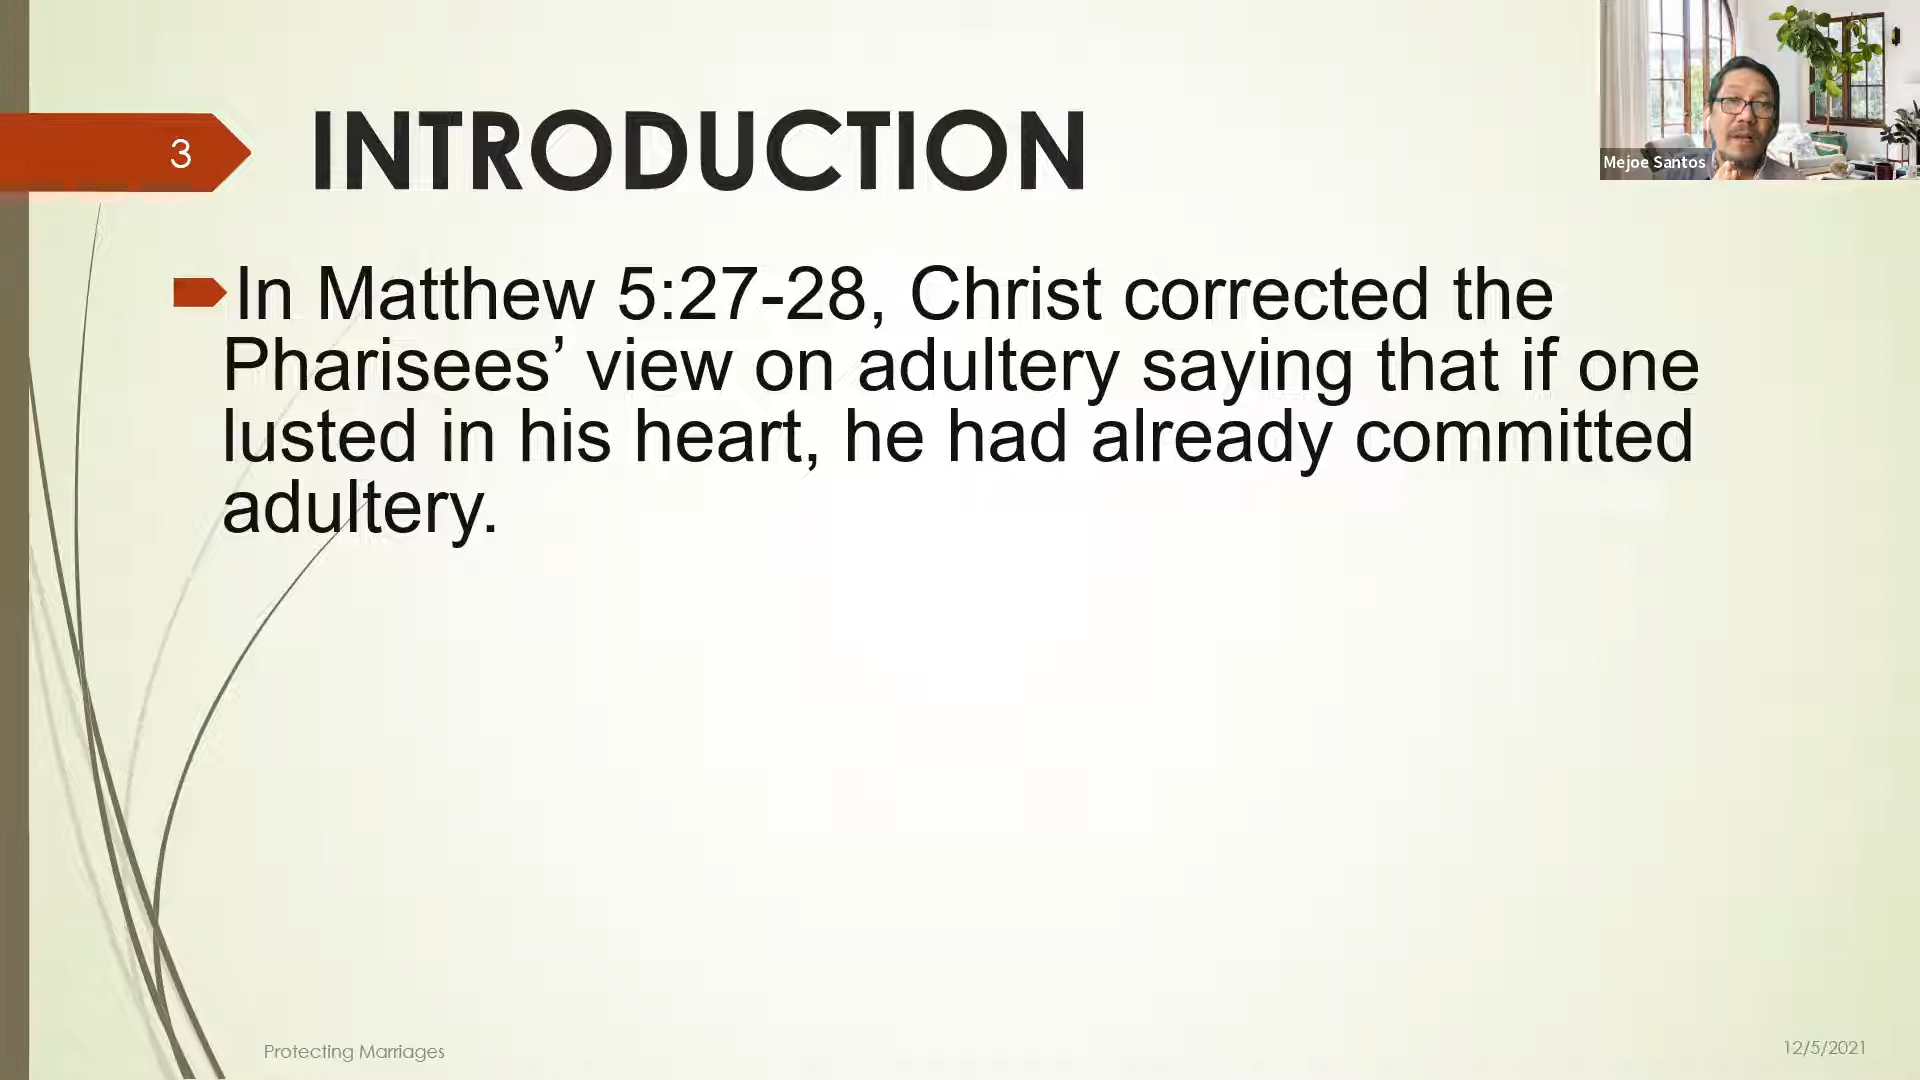 3
INTRODUCTION
In Matthew 5:27-28, Christ corrected the
Pharisees’ view on adultery saying that if one
lusted in his heart, he had already committed
adultery.
Mejoe Santos
Protecting Marriages
12/5/2021